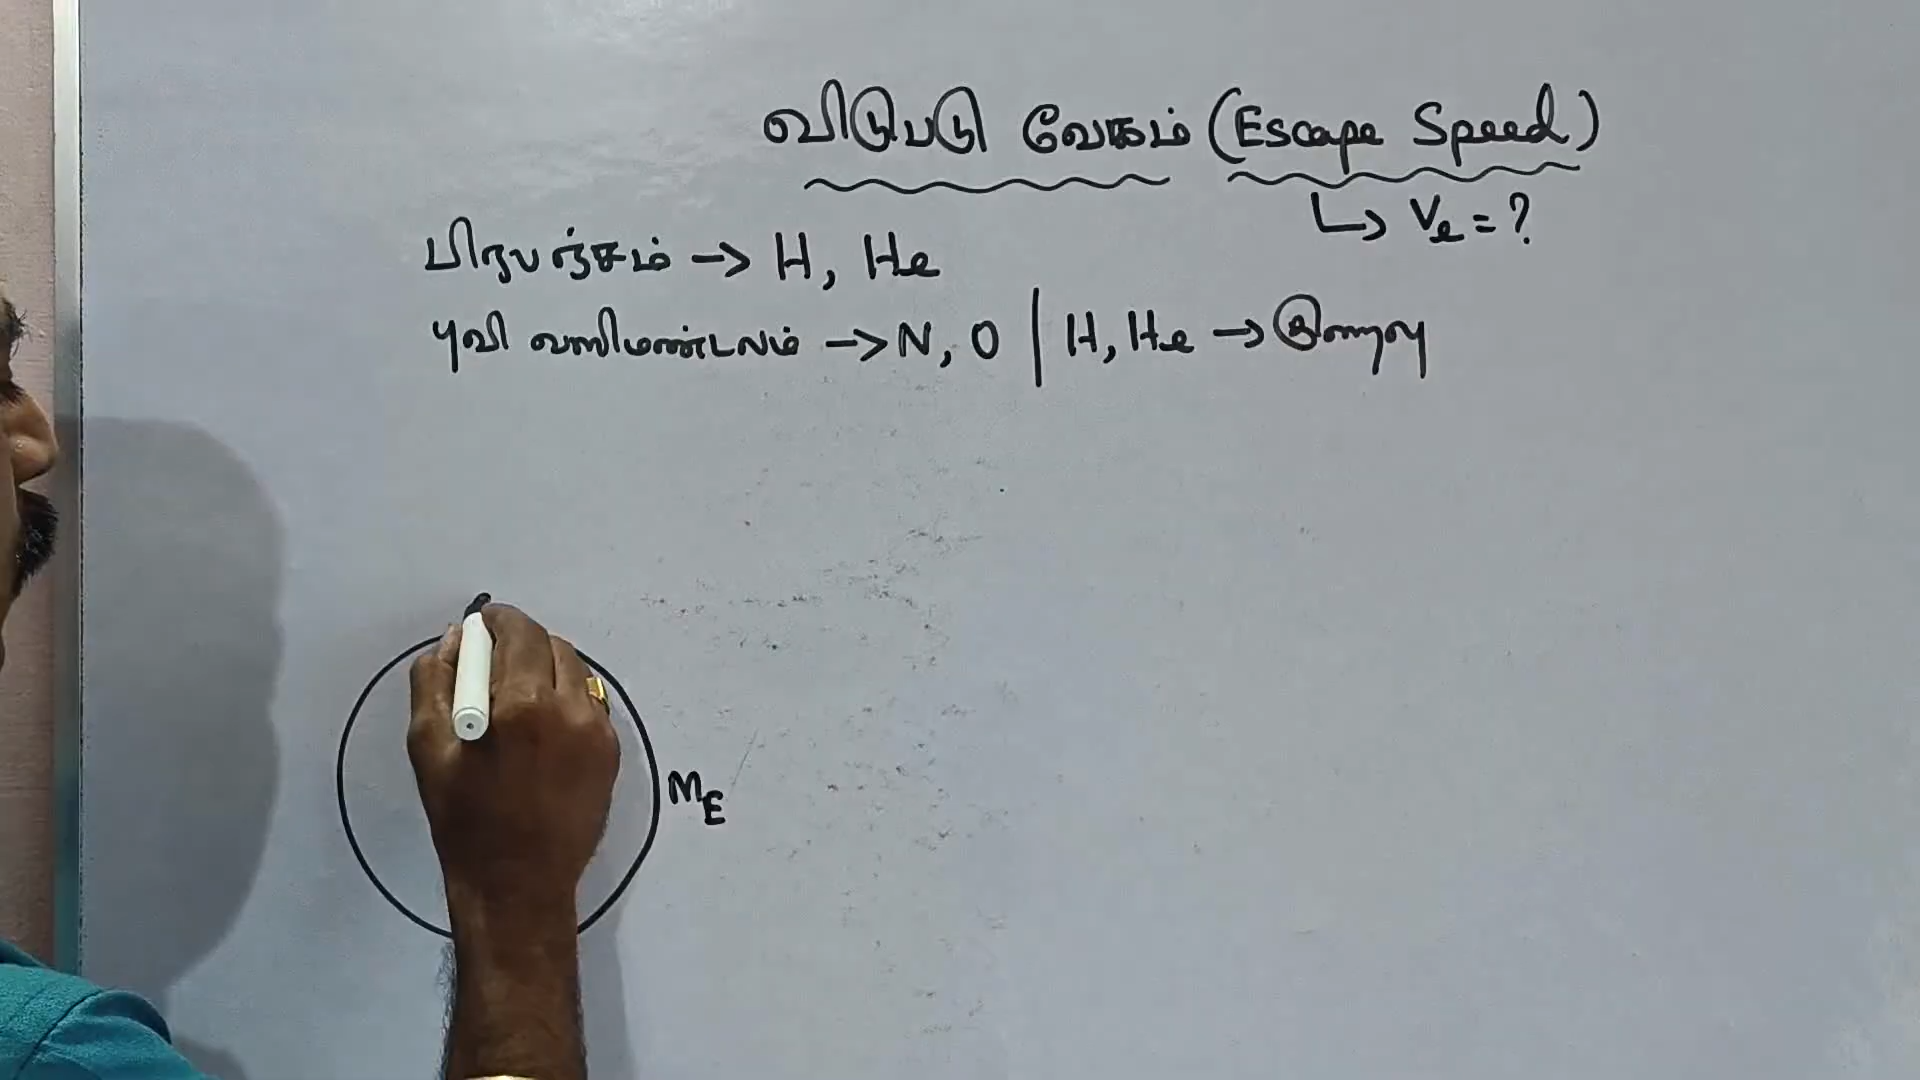 விடுபடு வேகம் (Escape Speed)
↳ Ve = ?
பிரபஞ்சம் → H, He
புவி வளிமண்டலம் → N, O | H, He → இல்லை
ME